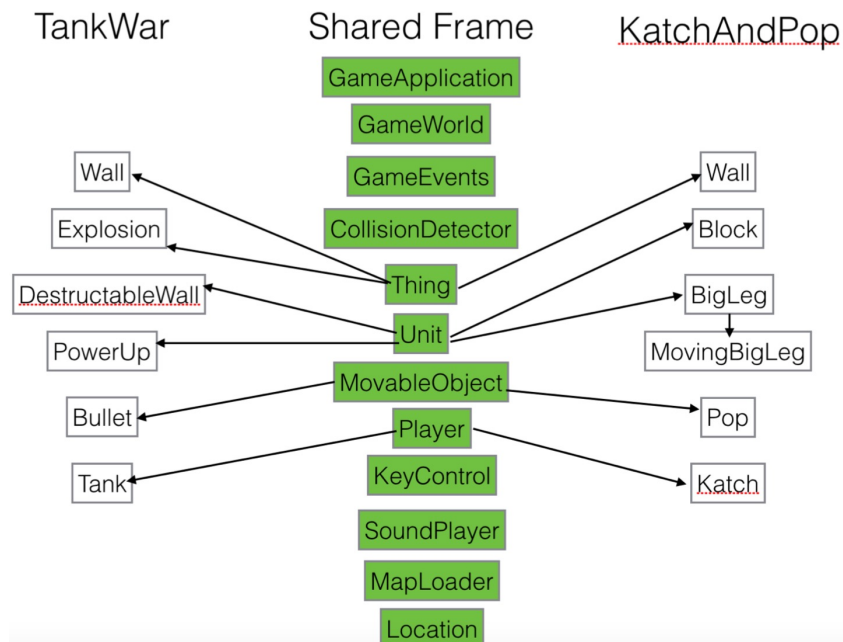 TankWar Shared Frame KatchAndPop
GameApplication
GameWorld
Wall GameEvents Wall
Explosion CollisionDetector Block
Thing
DestructableWall BigLeg
Unit
PowerUp MovingBigLeg
MovableObject
Bullet Pop
Player
Tank KeyControl Katch
SoundPlayer
MapLoader
Location